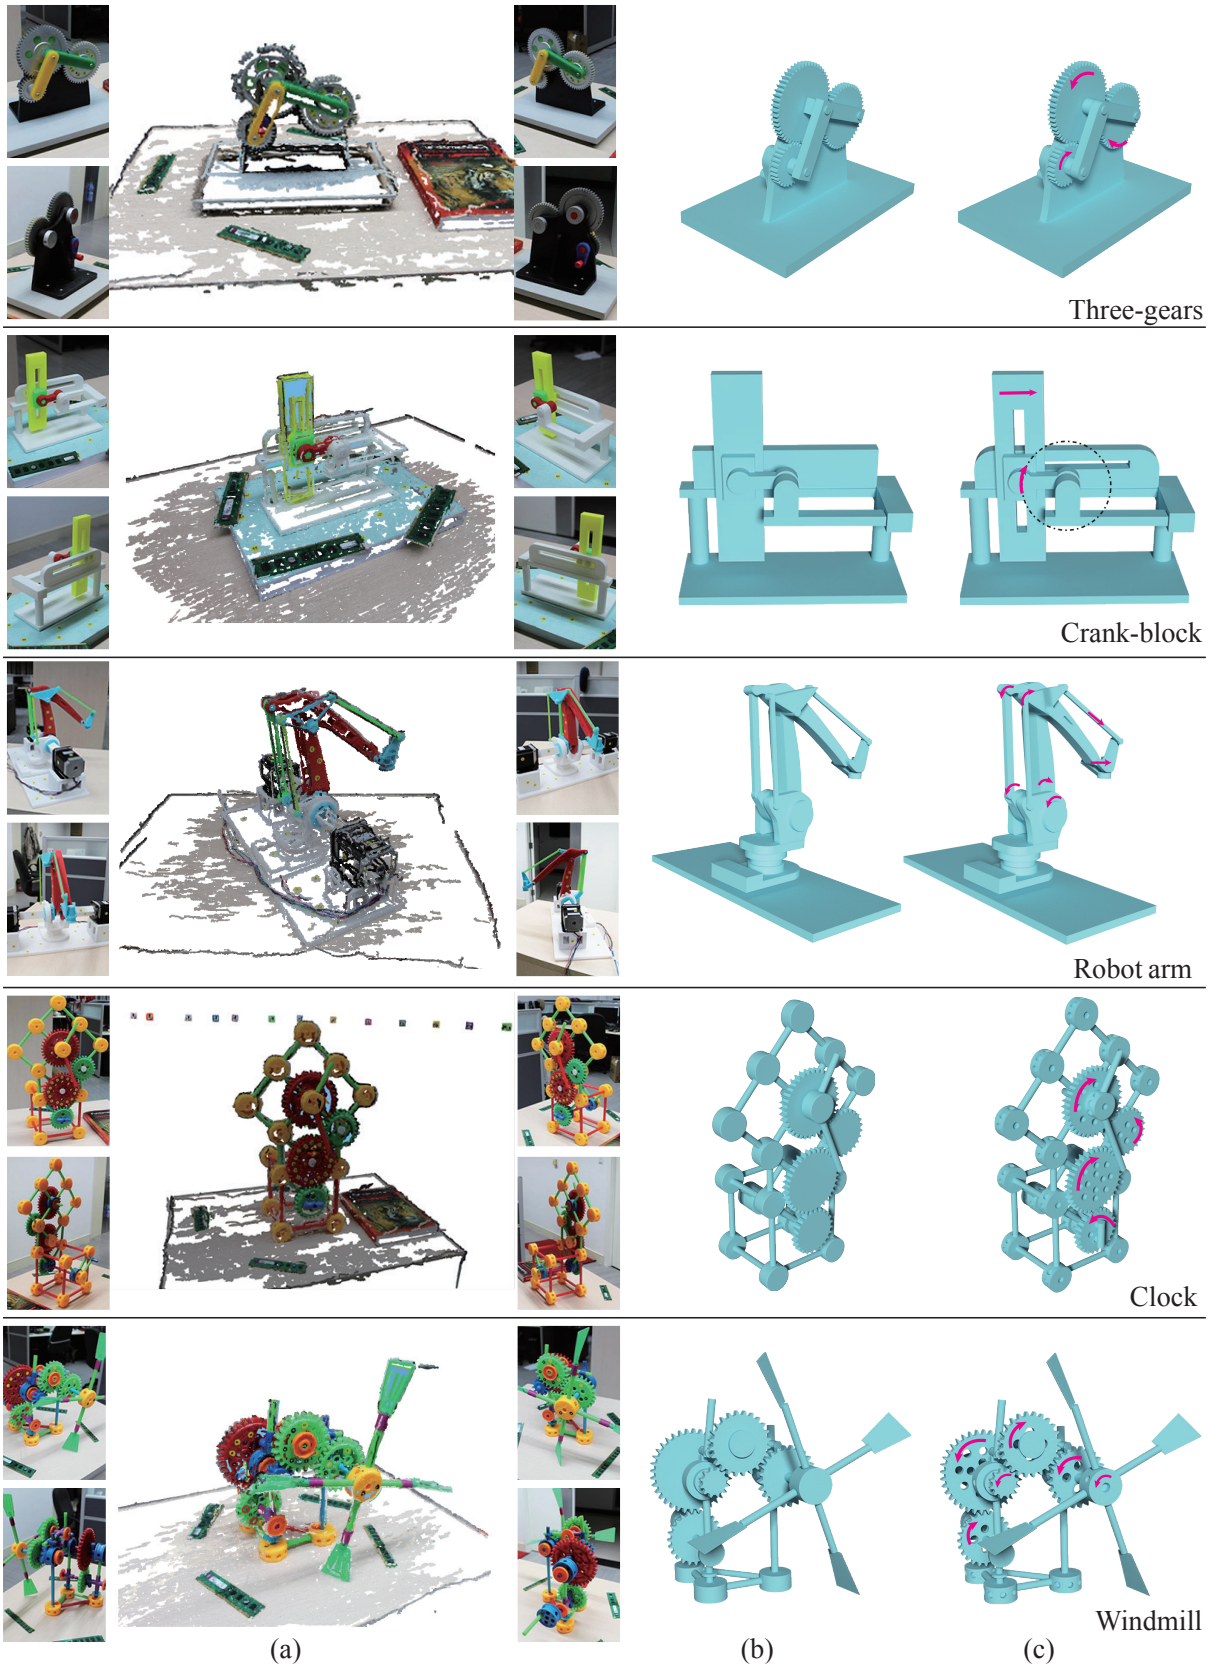 Three-gears
Crank-block
Robot arm
Clock
Windmill
(a)
(b)
(c)